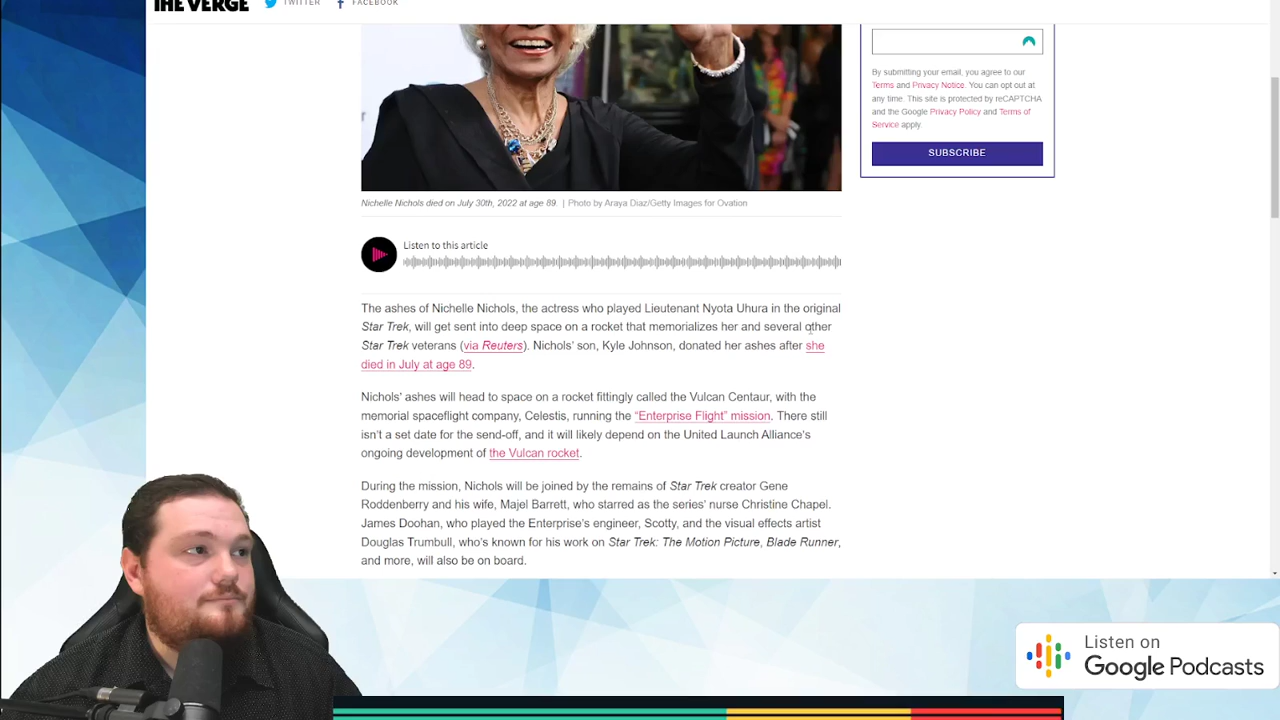 THE VERGE
TWITTER
FACEBOOK
By submitting your email, you agree to our
Terms and Privacy Notice. You can opt out at
any time. This site is protected by reCAPTCHA
and the Google Privacy Policy and Terms of
Service apply.
SUBSCRIBE
Nichelle Nichols died on July 30th, 2022 at age 89. | Photo by Araya Diaz/Getty Images for Ovation
Listen to this article
The ashes of Nichelle Nichols, the actress who played Lieutenant Nyota Uhura in the original
Star Trek, will get sent into deep space on a rocket that memorializes her and several other
Star Trek veterans (via Reuters). Nichols' son, Kyle Johnson, donated her ashes after she
died in July at age 89.
Nichols' ashes will head to space on a rocket fittingly called the Vulcan Centaur, with the
memorial spaceflight company, Celestis, running the “Enterprise Flight” mission. There still
isn't a set date for the send-off, and it will likely depend on the United Launch Alliance's
ongoing development of the Vulcan rocket.
During the mission, Nichols will be joined by the remains of Star Trek creator Gene
Roddenberry and his wife, Majel Barrett, who starred as the series' nurse Christine Chapel.
James Doohan, who played the Enterprise's engineer, Scotty, and the visual effects artist
Douglas Trumbull, who's known for his work on Star Trek: The Motion Picture, Blade Runner,
and more, will also be on board.
Listen on
Google Podcasts